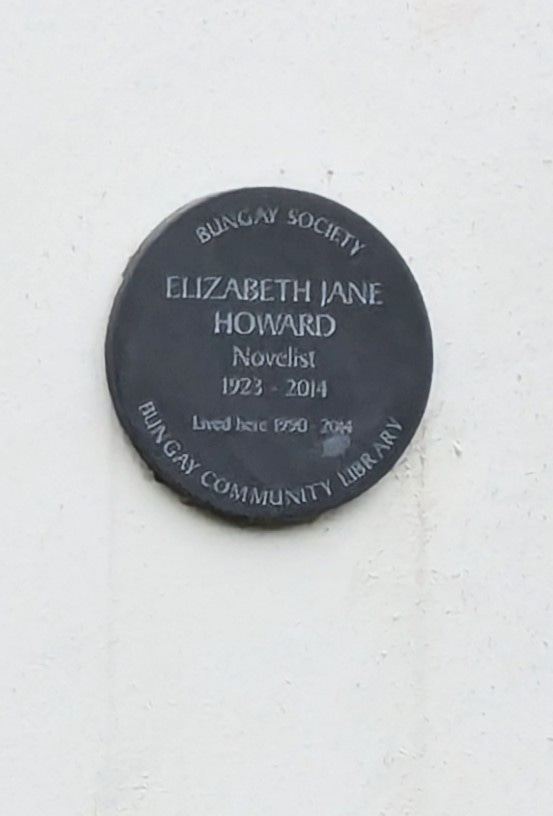 BUNGAY SOCIETY
ELIZABETH JANE
HOWARD
Novelist
1923 - 2014
Lived here 1990 - 2014
BUNGAY COMMUNITY LIBRARY